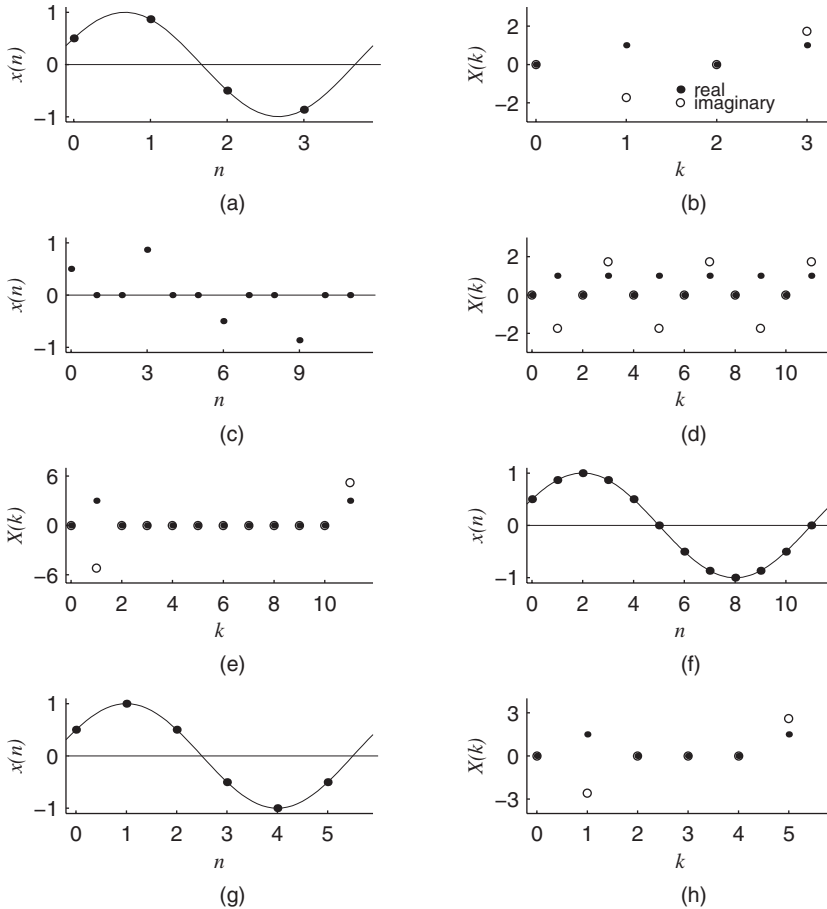 x(n)
1
0
−1
0 1 2 3
n
(a)
X(k)
2
0
−2
real
imaginary
0 1 2 3
k
(b)
x(n)
1
0
−1
0 3 6 9
n
(c)
X(k)
2
0
−2
0 2 4 6 8 10
k
(d)
X(k)
6
0
−6
0 2 4 6 8 10
k
(e)
x(n)
1
0
−1
0 2 4 6 8 10
n
(f)
x(n)
1
0
−1
0 1 2 3 4 5
n
(g)
X(k)
3
0
−3
0 1 2 3 4 5
k
(h)